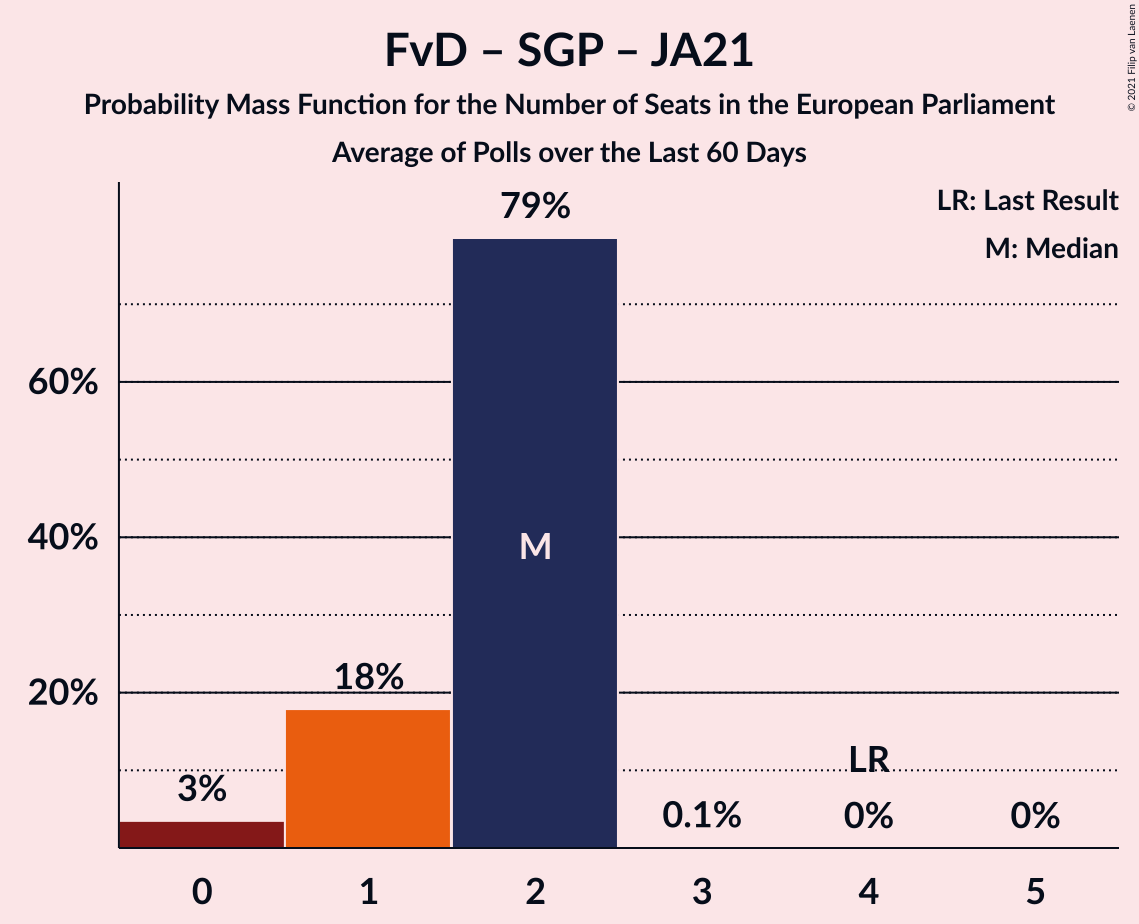 FvD – SGP – JA21
Probability Mass Function for the Number of Seats in the European Parliament
Average of Polls over the Last 60 Days
© 2021 Filip van Laenen
LR: Last Result
M: Median
79%
60%
40%
M
20%
18%
3%
LR
0.1%
0%
0%
0 1 2 3 4 5